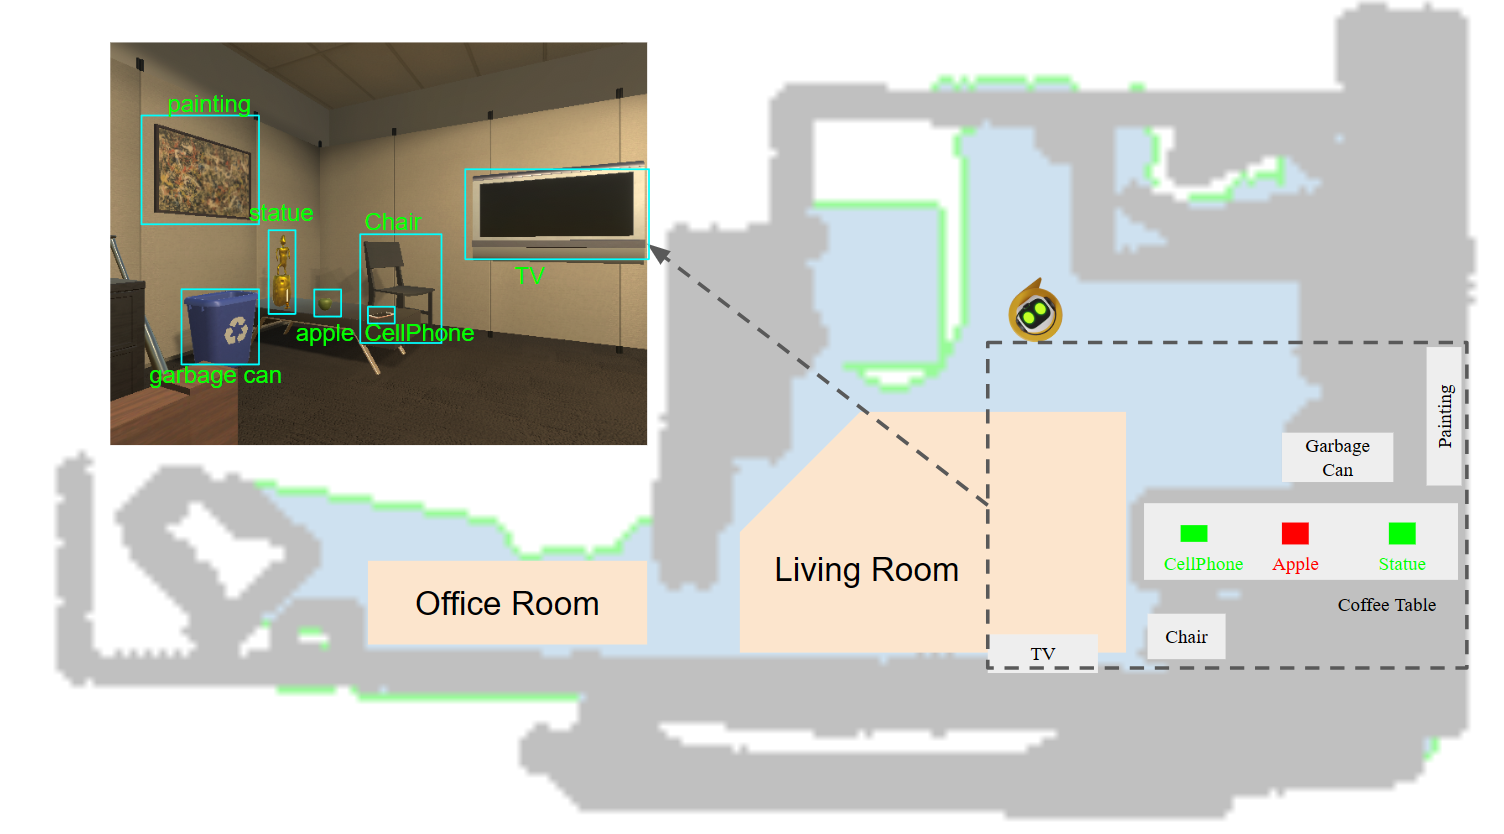 painting
statue
Chair
TV
apple
CellPhone
garbage can
Painting
Garbage
Can
CellPhone
Apple
Statue
Coffee Table
Living Room
Office Room
Chair
TV